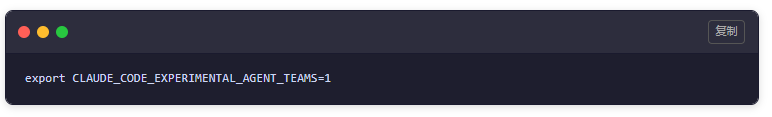 复制
export CLAUDE_CODE_EXPERIMENTAL_AGENT_TEAMS=1